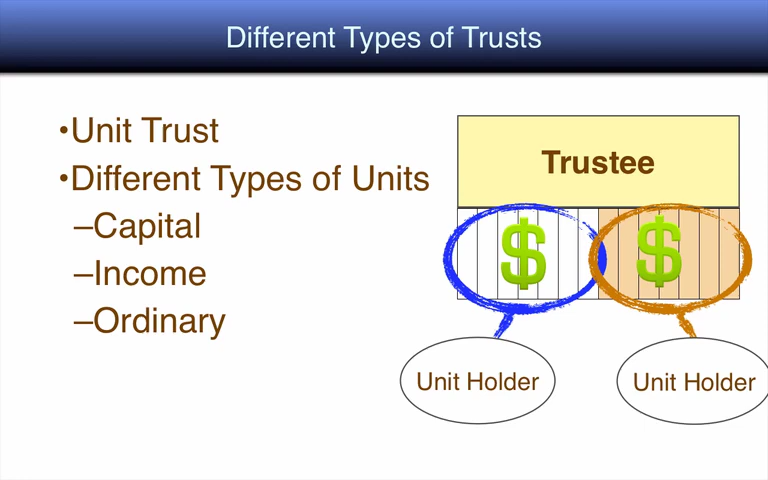 Different Types of Trusts
•Unit Trust
•Different Types of Units
–Capital
–Income
–Ordinary
Trustee
$ $
Unit Holder
Unit Holder